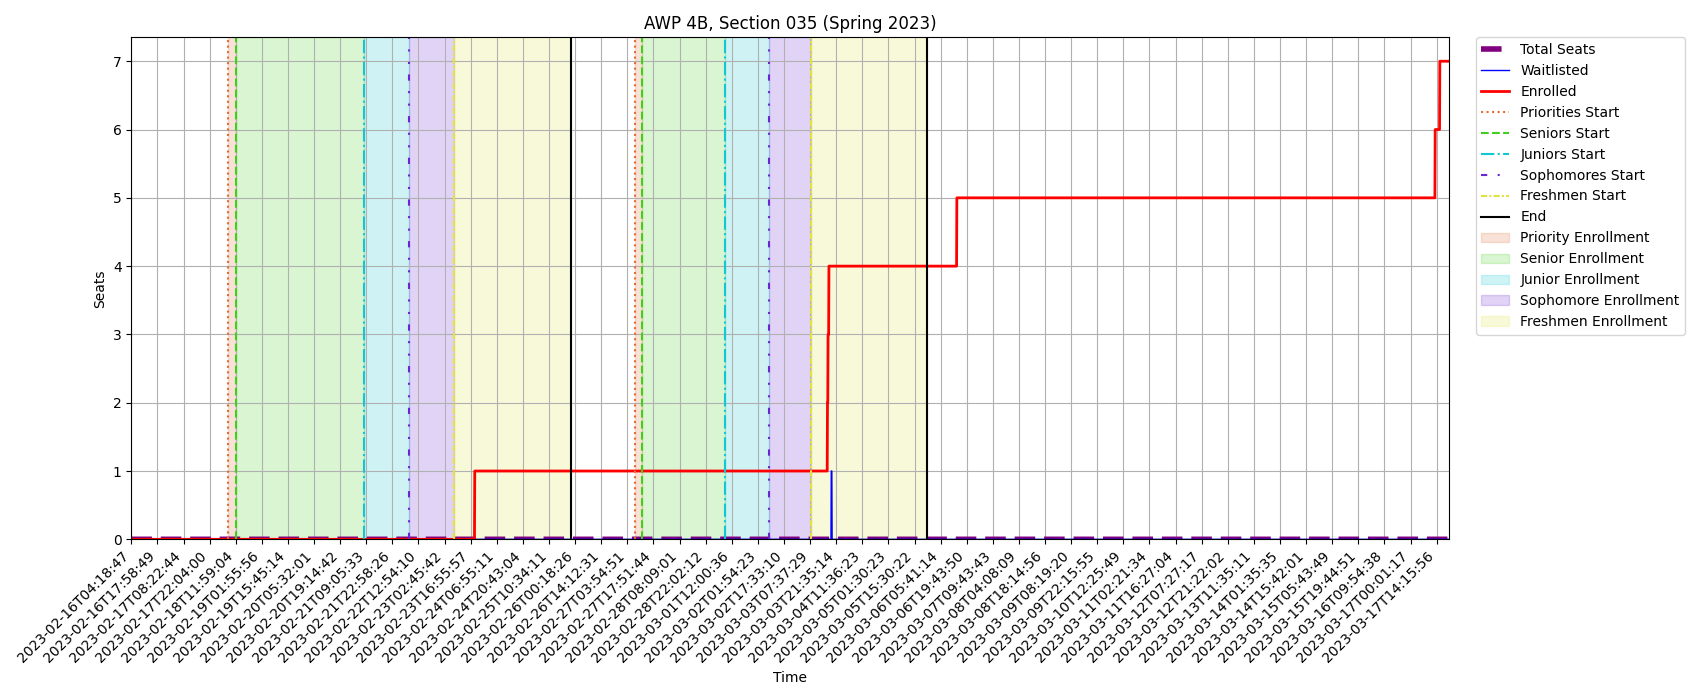 AWP 4B, Section 035 (Spring 2023)
Total Seats
Waitlisted
Enrolled
Priorities Start
Seniors Start
Juniors Start
Sophomores Start
Freshmen Start
End
Priority Enrollment
Senior Enrollment
Junior Enrollment
Sophomore Enrollment
Freshmen Enrollment
Seats
7
6
5
4
3
2
1
0
2023-02-16T04:18:47
2023-02-16T17:58:49
2023-02-17T08:22:44
2023-02-17T22:04:00
2023-02-18T11:59:04
2023-02-19T01:55:56
2023-02-19T15:45:14
2023-02-20T05:32:01
2023-02-20T19:14:42
2023-02-21T09:05:33
2023-02-21T22:58:26
2023-02-22T12:54:10
2023-02-23T02:45:42
2023-02-23T16:55:57
2023-02-24T06:55:11
2023-02-24T20:43:04
2023-02-25T10:34:11
2023-02-26T00:18:26
2023-02-26T14:12:31
2023-02-27T03:54:51
2023-02-27T17:51:44
2023-02-28T08:09:01
2023-02-28T22:02:12
2023-03-01T12:00:36
2023-03-02T01:54:23
2023-03-02T17:33:10
2023-03-03T07:37:29
2023-03-03T21:35:14
2023-03-04T11:36:23
2023-03-05T01:30:23
2023-03-05T15:30:22
2023-03-06T05:41:14
2023-03-06T19:43:50
2023-03-07T09:43:43
2023-03-08T04:08:09
2023-03-08T18:14:56
2023-03-09T08:19:20
2023-03-09T22:15:55
2023-03-10T12:25:49
2023-03-11T02:21:34
2023-03-11T16:27:04
2023-03-12T07:27:17
2023-03-12T21:22:02
2023-03-13T11:35:11
2023-03-14T01:35:35
2023-03-14T15:42:01
2023-03-15T05:43:49
2023-03-15T19:44:51
2023-03-16T09:54:38
2023-03-17T00:01:17
2023-03-17T14:15:56
Time